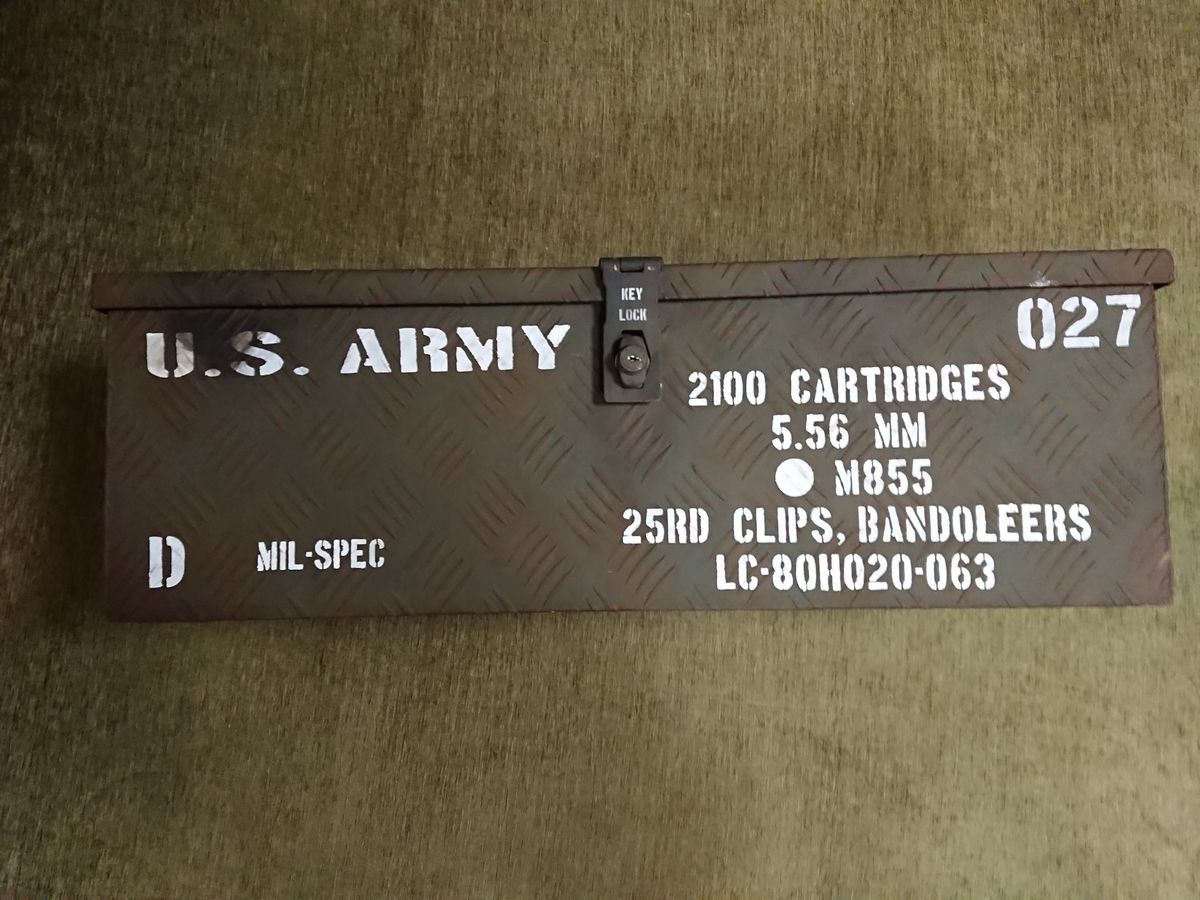 U.S. ARMY
KEY
LOCK
027
2100 CARTRIDGES
5.56 MM
M855
25RD CLIPS, BANDOLEERS
LC-80H020-063
D MIL-SPEC